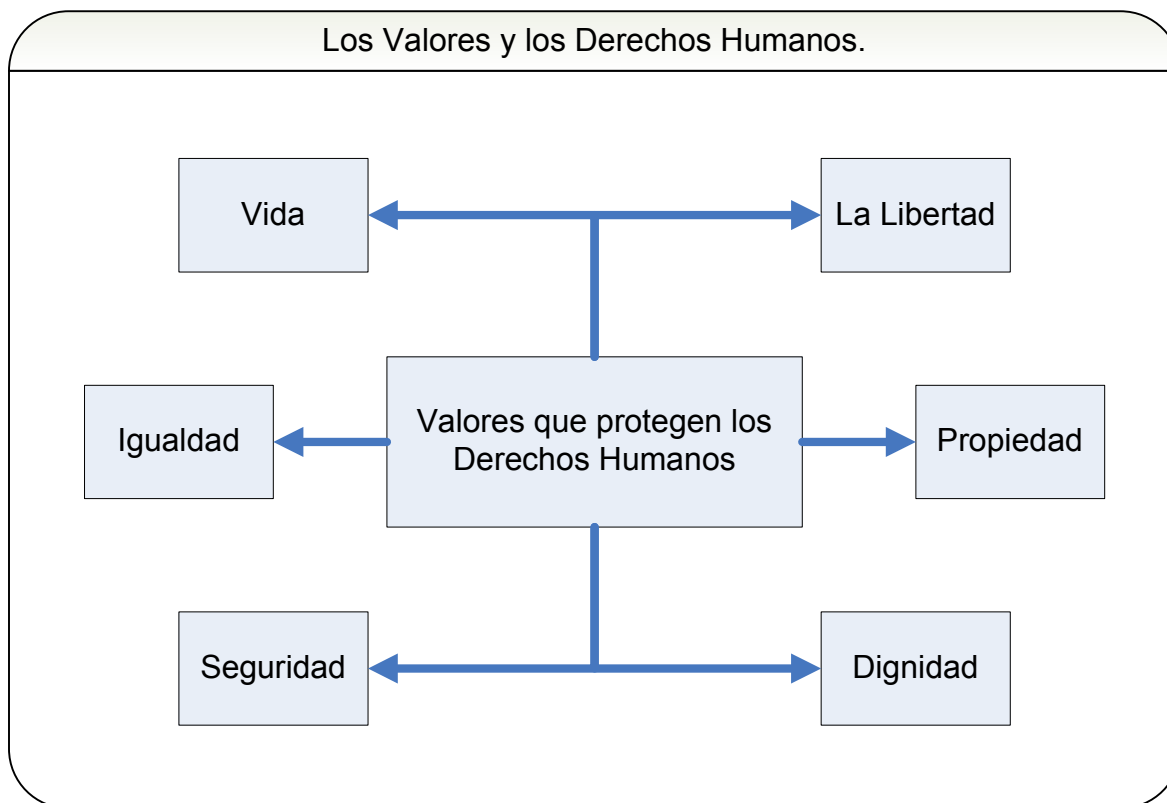 Los Valores y los Derechos Humanos.
Vida
La Libertad
Igualdad
Valores que protegen los
Derechos Humanos
Propiedad
Seguridad
Dignidad